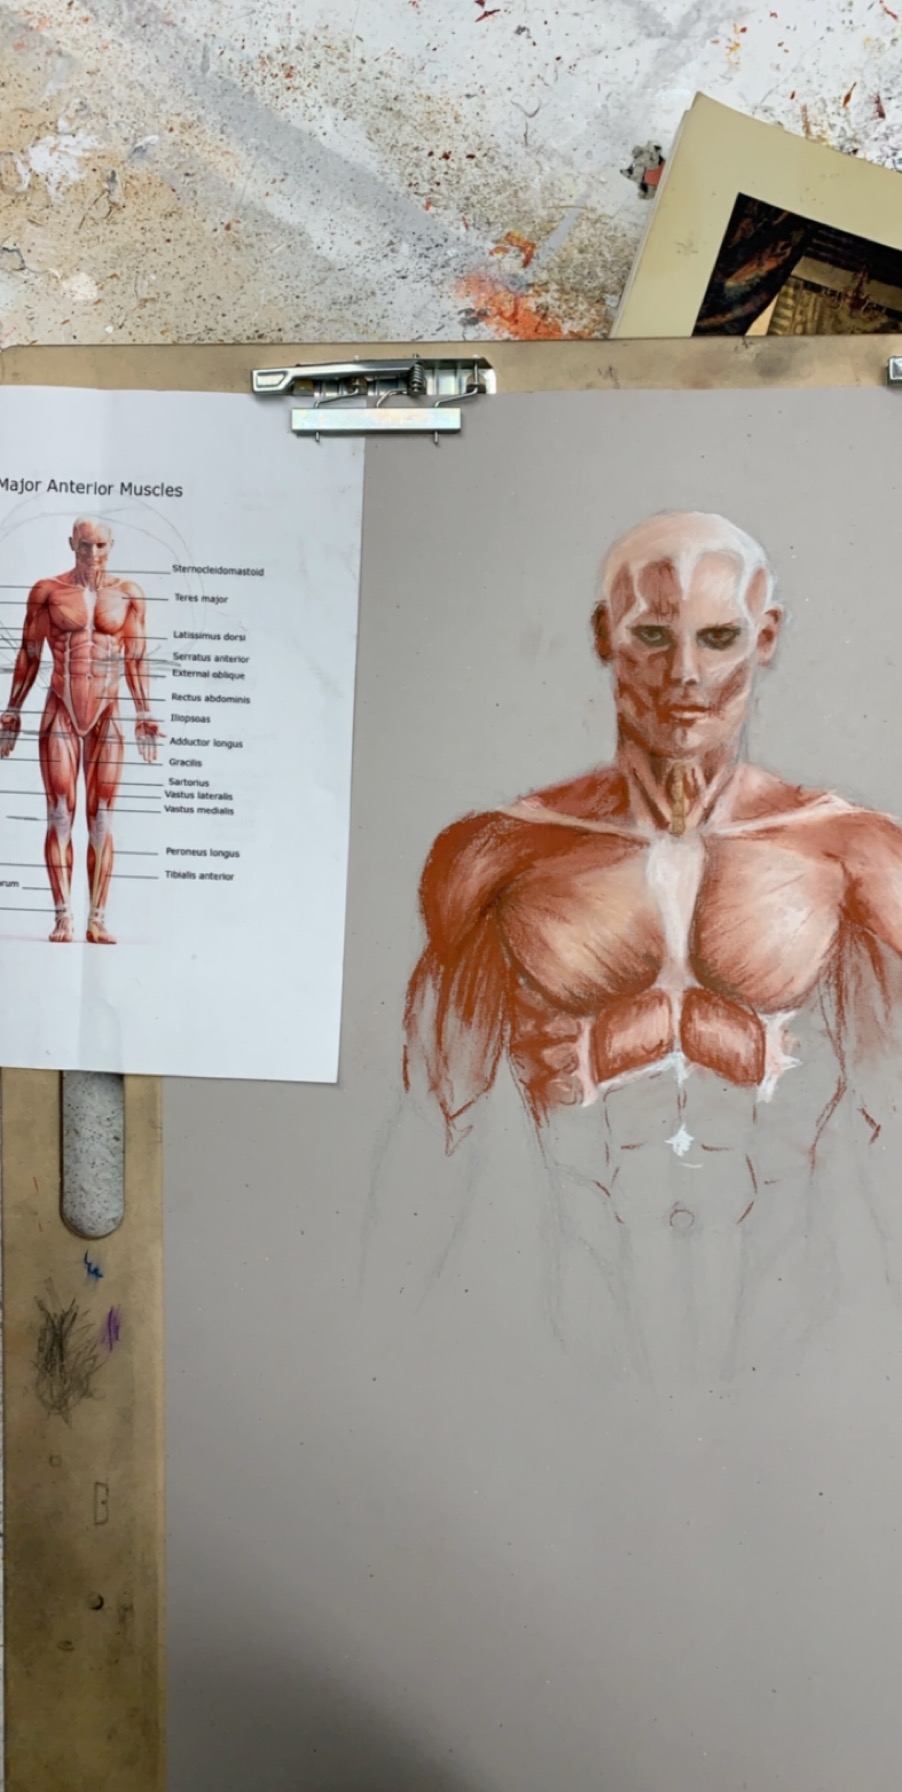 Major Anterior Muscles
Sternocleidomastoid
Teres major
Latissimus dorsi
Serratus anterior
External oblique
Rectus abdominis
Iliopsoas
Adductor longus
Gracilis
Sartorius
Vastus lateralis
Vastus medialis
Peroneus longus
Tibialis anterior